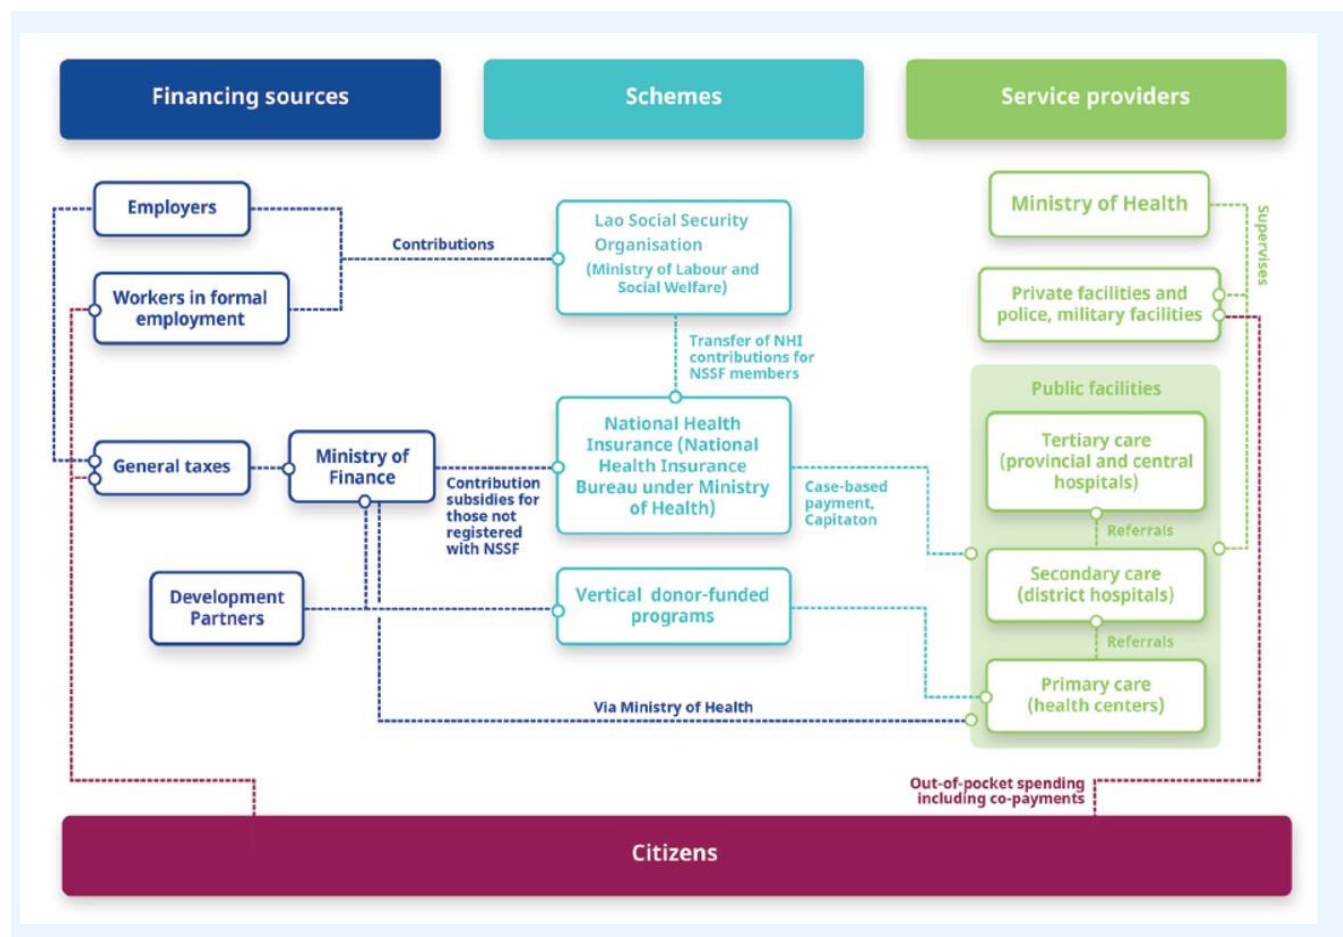 Financing sources
Schemes
Service providers
Employers
Workers in formal
employment
Contributions
General taxes
Ministry of
Finance
Contribution
subsidies for
those not
registered
with NSSF
Development
Partners
Lao Social Security
Organisation
(Ministry of Labour and
Social Welfare)
Transfer of NHI
contributions for
NSSF members
National Health
Insurance (National
Health Insurance
Bureau under Ministry
of Health)
Case-based
payment,
Capitaton
Vertical donor-funded
programs
Via Ministry of Health
Ministry of Health
Supervises
Private facilities and
police, military facilities
Public facilities
Tertiary care
(provincial and central
hospitals)
Referrals
Secondary care
(district hospitals)
Referrals
Primary care
(health centers)
Out-of-pocket spending
including co-payments
Citizens